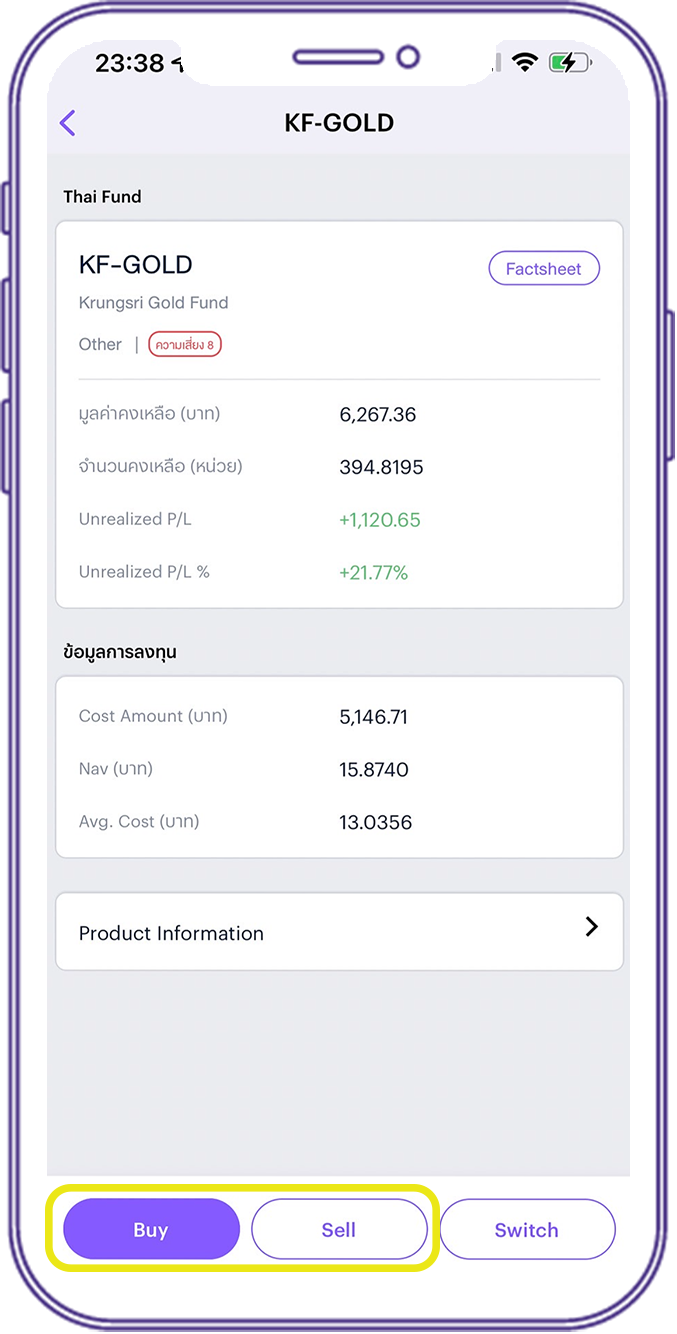 23:38
KF-GOLD
Thai Fund
KF-GOLD
Factsheet
Krungsri Gold Fund
Other | ความเสี่ยง 8
มูลค่าคงเหลือ (บาท) 6,267.36
จำนวนคงเหลือ (หน่วย) 394.8195
Unrealized P/L +1,120.65
Unrealized P/L % +21.77%
ข้อมูลการลงทุน
Cost Amount (บาท) 5,146.71
Nav (บาท) 15.8740
Avg. Cost (บาท) 13.0356
Product Information
Buy Sell Switch